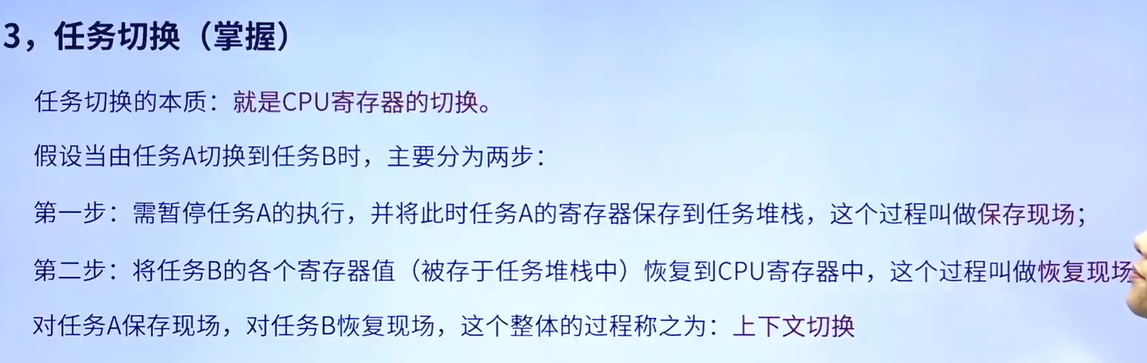 3，任务切换（掌握）
任务切换的本质：就是CPU寄存器的切换。
假设当由任务A切换到任务B时，主要分为两步：
第一步：需暂停任务A的执行，并将此时任务A的寄存器保存到任务堆栈，这个过程叫做保存现场；
第二步：将任务B的各个寄存器值（被存于任务堆栈中）恢复到CPU寄存器中，这个过程叫做恢复现场
对任务A保存现场，对任务B恢复现场，这个整体的过程称之为：上下文切换